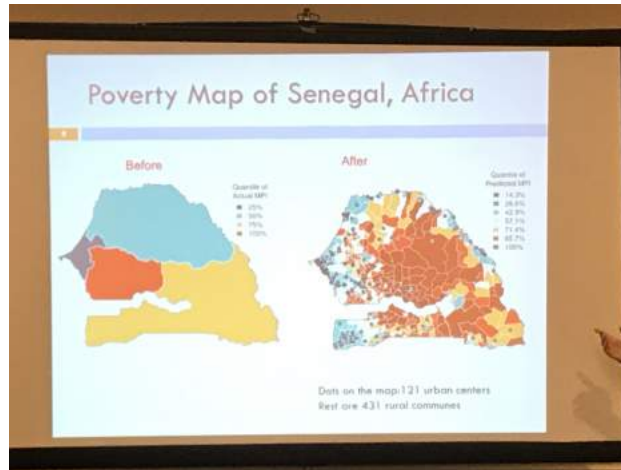 Poverty Map of Senegal, Africa
Before
After
Quantile of
Actual MPI
25%
50%
75%
100%
Quantile of
Predicted MPI
14.3%
28.6%
42.9%
57.1%
71.4%
85.7%
100%
Dots on the map:121 urban centers
Rest are 431 rural communes